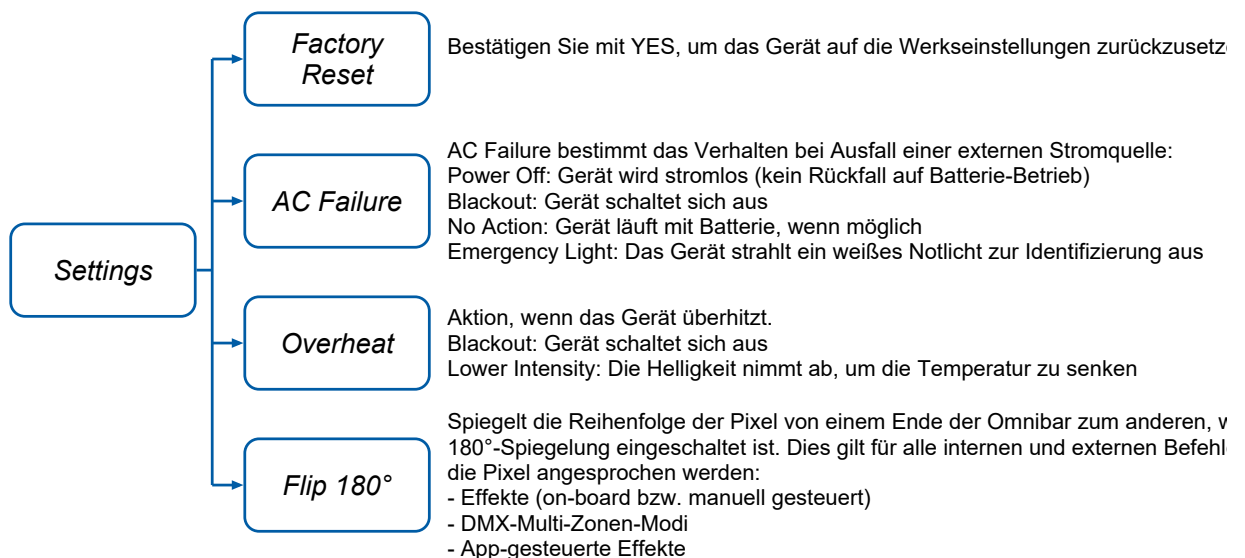 Factory
Reset
Bestätigen Sie mit YES, um das Gerät auf die Werkseinstellungen
AC Failure
AC Failure bestimmt das Verhalten bei Ausfall einer externen Stromquelle:
Power Off: Gerät wird stromlos (kein Rückfall auf Batterie-Betrieb)
Blackout: Gerät schaltet sich aus
No Action: Gerät läuft mit Batterie, wenn möglich
Emergency Light: Das Gerät strahlt ein weißes Notlicht zur Identifizierung aus
Settings
Overheat
Aktion, wenn das Gerät überhitzt.
Blackout: Gerät schaltet sich aus
Lower Intensity: Die Helligkeit nimmt ab, um die Temperatur zu senken
Flip 180°
Spiegelt die Reihenfolge der Pixel von einem Ende der Omnibar zum anderen,
180°-Spiegelung eingeschaltet ist. Dies gilt für alle internen und externen
die Pixel angesprochen werden:
- Effekte (on-board bzw. manuell gesteuert)
- DMX-Multi-Zonen-Modi
- App-gesteuerte Effekte